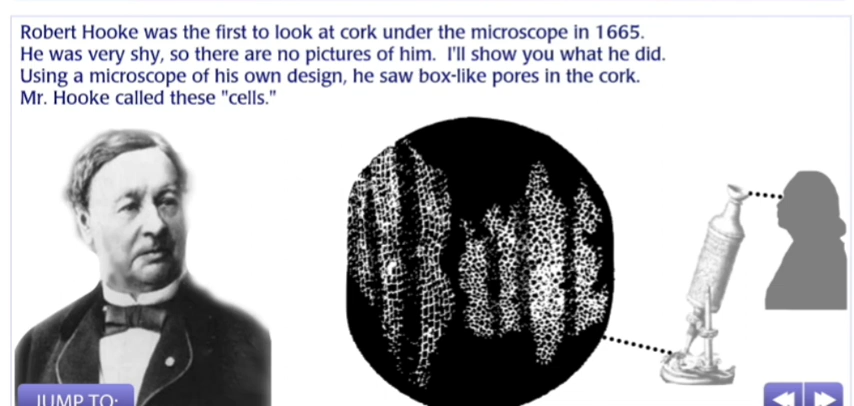 Robert Hooke was the first to look at cork under the microscope in 1665.
He was very shy, so there are no pictures of him.  I'll show you what he did.
Using a microscope of his own design, he saw box-like pores in the cork.
Mr. Hooke called these "cells."
JUMP TO: